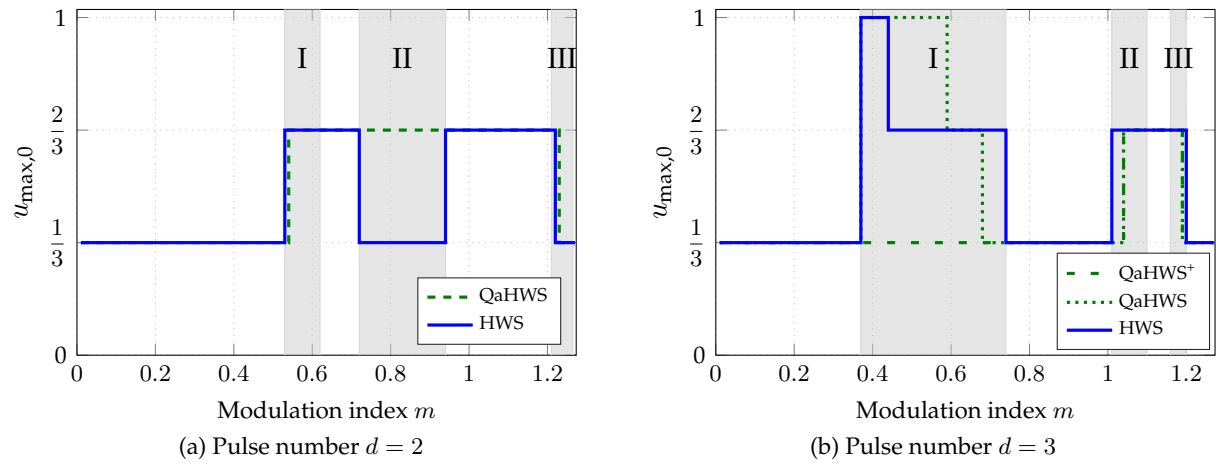 1
2/3
1/3
0
u_max,0
I
II
III
QaHWS
HWS
0 0.2 0.4 0.6 0.8 1 1.2
Modulation index m
(a) Pulse number d = 2
1
2/3
1/3
0
u_max,0
I
II
III
QaHWS⁺
QaHWS
HWS
0 0.2 0.4 0.6 0.8 1 1.2
Modulation index m
(b) Pulse number d = 3